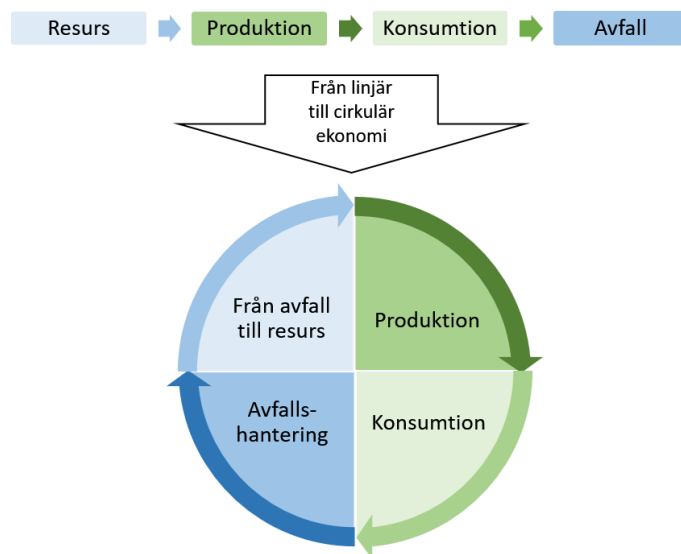 Resurs Produktion Konsumtion Avfall
Från linjär
till cirkulär
ekonomi
Från avfall
till resurs
Produktion
Avfalls-
hantering
Konsumtion